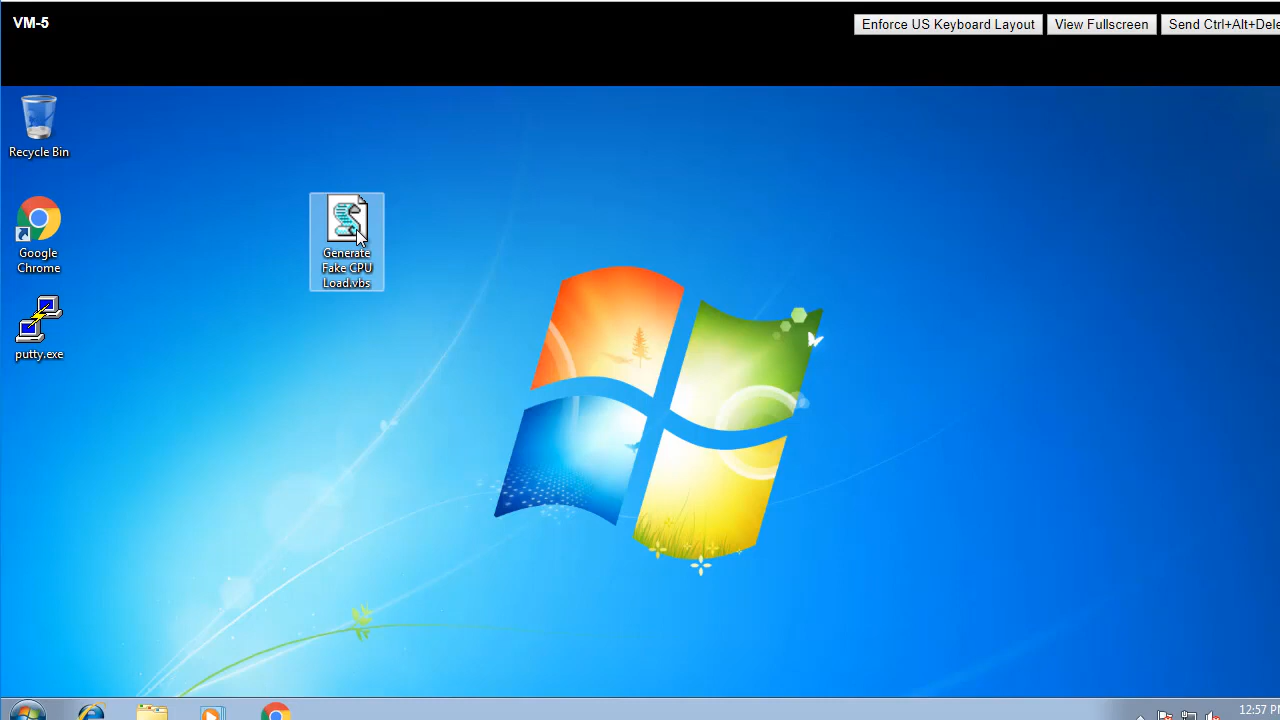 VM-5
Enforce US Keyboard Layout
View Fullscreen
Send Ctrl+Alt+Dele
Recycle Bin
Google
Chrome
Generate
Fake CPU
Load.vbs
putty.exe
12:57 P